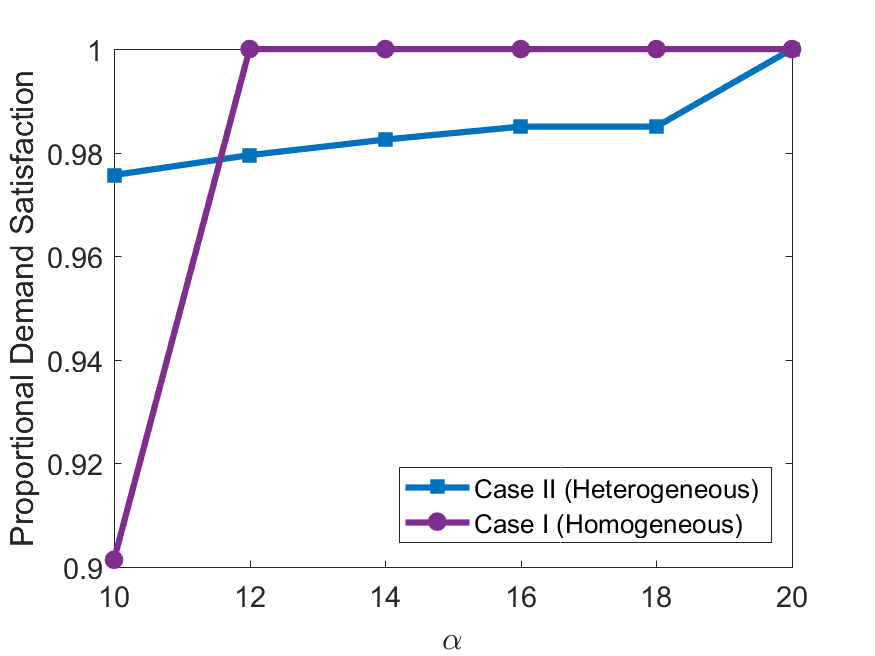 Proportional Demand Satisfaction
1
0.98
0.96
0.94
0.92
0.9
10 12 14 16 18 20
α
Case II (Heterogeneous)
Case I (Homogeneous)